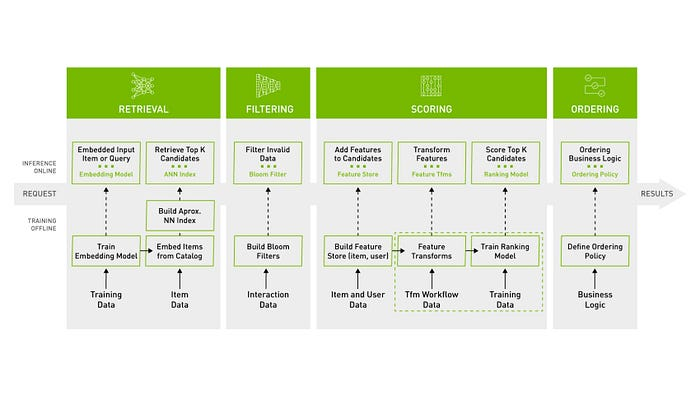 RETRIEVAL
FILTERING
SCORING
ORDERING
INFERENCE
ONLINE
Embedded Input
Item or Query
Embedding Model
Retrieve Top K
Candidates
ANN Index
Filter Invalid
Data
Bloom Filter
Add Features
to Candidates
Feature Store
Transform
Features
Feature Tfms
Score Top K
Candidates
Ranking Model
Ordering
Business Logic
Ordering Policy
REQUEST
RESULTS
TRAINING
OFFLINE
Build Aprox.
NN Index
Train
Embedding Model
Embed Items
from Catalog
Build Bloom
Filters
Build Feature
Store (item, user)
Feature
Transforms
Train Ranking
Model
Define Ordering
Policy
Training
Data
Item
Data
Interaction
Data
Item and User
Data
Tfm Workflow
Data
Training
Data
Business
Logic